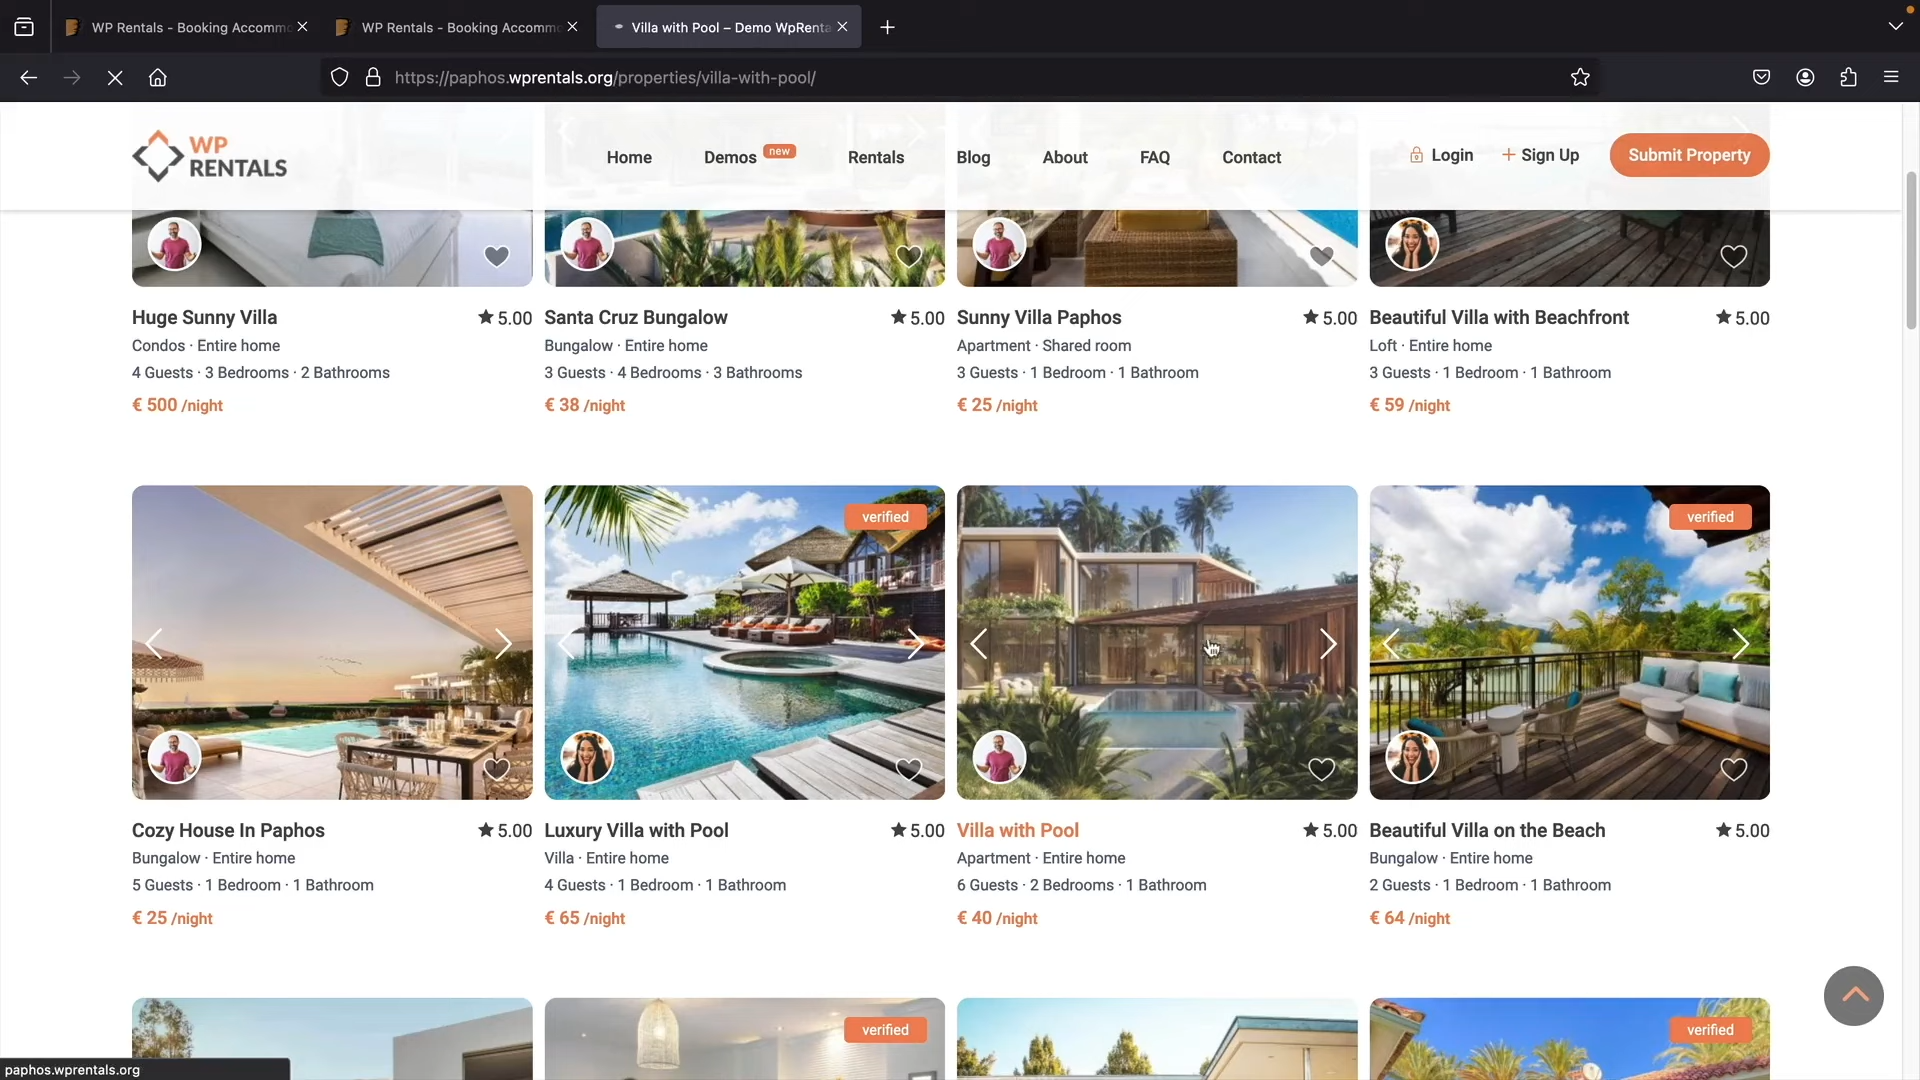 WP Rentals - Booking Accommo
WP Rentals - Booking Accomm
Villa with Pool – Demo WpRenta
https://paphos.wprentals.org/properties/villa-with-pool/
WP
RENTALS
Home
Demos
new
Rentals
Blog
About
FAQ
Contact
Login
Sign Up
Submit Property
Huge Sunny Villa
5.00
Condos · Entire home
4 Guests · 3 Bedrooms · 2 Bathrooms
€ 500 /night
Santa Cruz Bungalow
5.00
Bungalow · Entire home
3 Guests · 4 Bedrooms · 3 Bathrooms
€ 38 /night
Sunny Villa Paphos
5.00
Apartment · Shared room
3 Guests · 1 Bedroom · 1 Bathroom
€ 25 /night
Beautiful Villa with Beachfront
5.00
Loft · Entire home
3 Guests · 1 Bedroom · 1 Bathroom
€ 59 /night
verified
verified
Cozy House In Paphos
5.00
Bungalow · Entire home
5 Guests · 1 Bedroom · 1 Bathroom
€ 25 /night
Luxury Villa with Pool
5.00
Villa · Entire home
4 Guests · 1 Bedroom · 1 Bathroom
€ 65 /night
Villa with Pool
5.00
Apartment · Entire home
6 Guests · 2 Bedrooms · 1 Bathroom
€ 40 /night
Beautiful Villa on the Beach
5.00
Bungalow · Entire home
2 Guests · 1 Bedroom · 1 Bathroom
€ 64 /night
verified
verified
paphos.wprentals.org